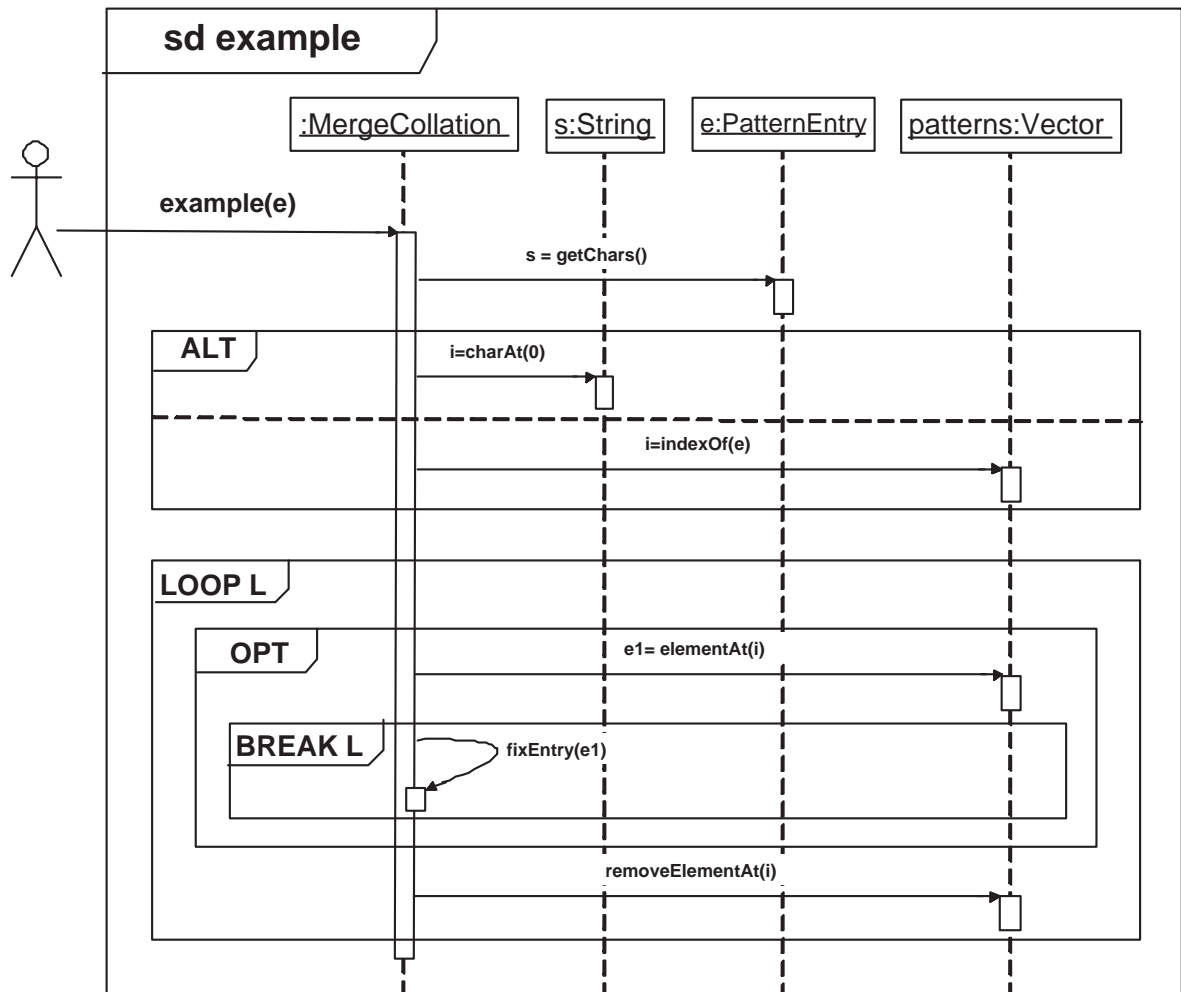 sd example
:MergeCollation
s:String
e:PatternEntry
patterns:Vector
example(e)
s = getChars()
ALT
i=charAt(0)
i=indexOf(e)
LOOP L
OPT
e1= elementAt(i)
BREAK L
fixEntry(e1)
removeElementAt(i)